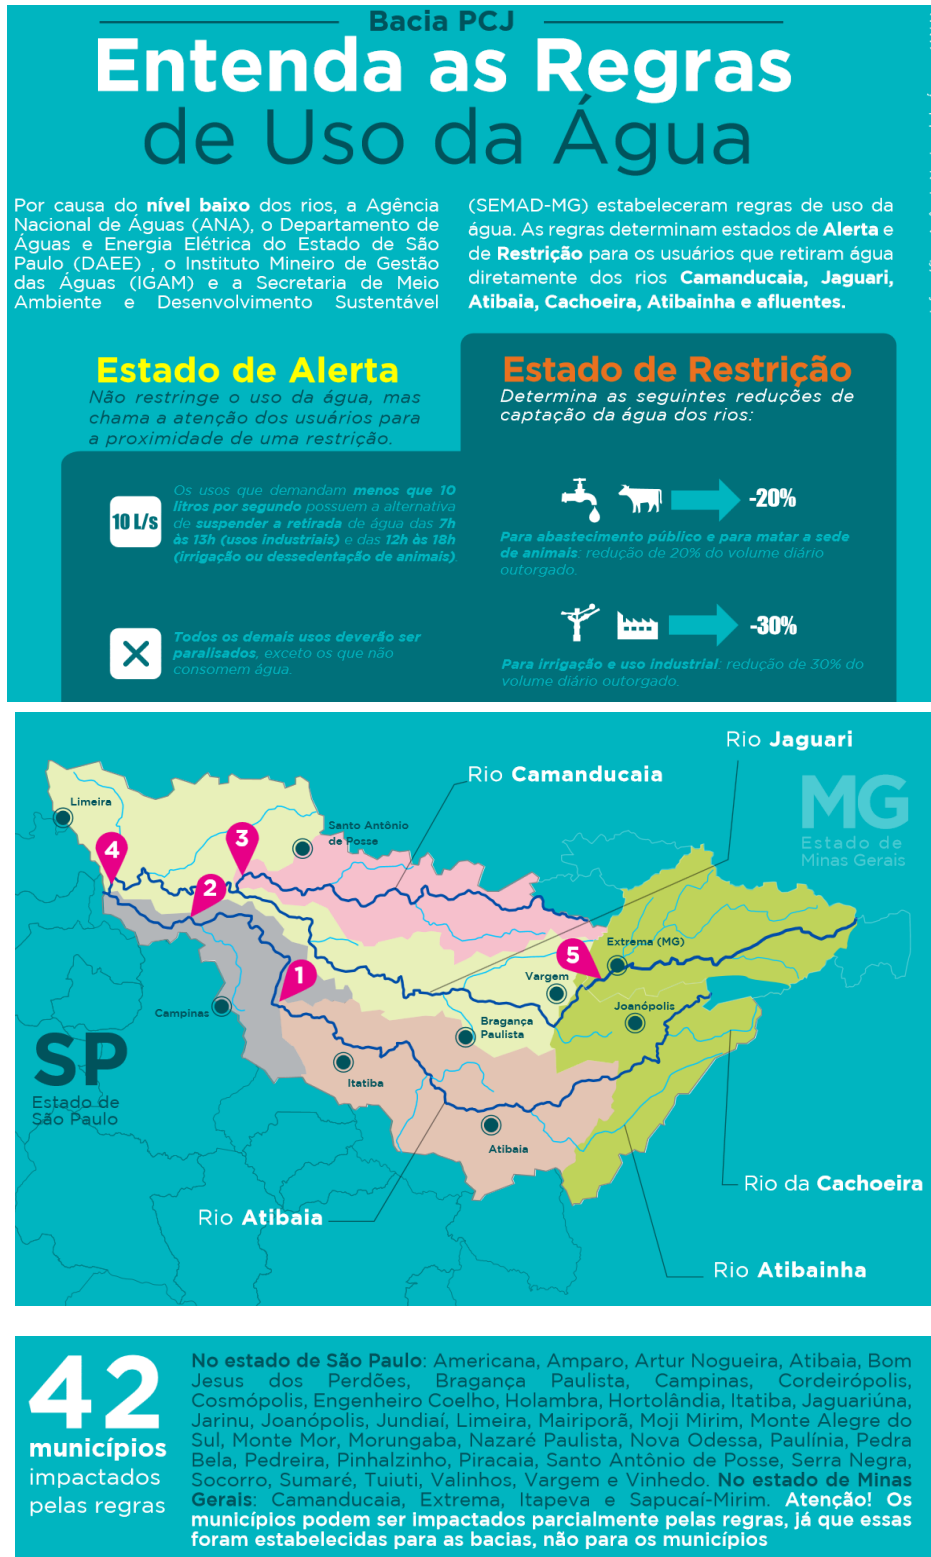 Bacia PCJ
Entenda as Regras
de Uso da Água
Por causa do nível baixo dos rios, a Agência
Nacional de Águas (ANA), o Departamento de
Águas e Energia Elétrica do Estado de São
Paulo (DAEE) , o Instituto Mineiro de Gestão
das Águas (IGAM) e a Secretaria de Meio
Ambiente e Desenvolvimento Sustentável
(SEMAD-MG) estabeleceram regras de uso da
água. As regras determinam estados de Alerta e
de Restrição para os usuários que retiram água
diretamente dos rios Camanducaia, Jaguari,
Atibaia, Cachoeira, Atibainha e afluentes.
Estado de Alerta
Não restringe o uso da água, mas
chama a atenção dos usuários para
a proximidade de uma restrição.
Estado de Restrição
Determina as seguintes reduções de
captação da água dos rios:
10 L/s
Os usos que demandam menos que 10
litros por segundo possuem a alternativa
de suspender a retirada de água das 7h
às 13h (usos industriais) e das 12h às 18h
(irrigação ou dessedentação de animais).
Todos os demais usos deverão ser
paralisados, exceto os que não
consomem água.
-20%
Para abastecimento público e para matar a sede
de animais: redução de 20% do volume diário
outorgado.
-30%
Para irrigação e uso industrial: redução de 30% do
volume diário outorgado.
Rio Jaguari
Rio Camanducaia
MG
Estado de
Minas Gerais
Limeira
Santo Antônio
de Posse
4
3
2
5
1
Extrema (MG)
Vargem
Joanópolis
Campinas
Bragança
Paulista
SP
Estado de
São Paulo
Itatiba
Atibaia
Rio da Cachoeira
Rio Atibaia
Rio Atibainha
42
municípios
impactados
pelas regras
No estado de São Paulo: Americana, Amparo, Artur Nogueira, Atibaia, Bom
Jesus dos Perdões, Bragança Paulista, Campinas, Cordeirópolis,
Cosmópolis, Engenheiro Coelho, Holambra, Hortolândia, Itatiba, Jaguariúna,
Jarinu, Joanópolis, Jundiaí, Limeira, Mairiporã, Moji Mirim, Monte Alegre do
Sul, Monte Mor, Morungaba, Nazaré Paulista, Nova Odessa, Paulínia, Pedra
Bela, Pedreira, Pinhalzinho, Piracaia, Santo Antônio de Posse, Serra Negra,
Socorro, Sumaré, Tuiuti, Valinhos, Vargem e Vinhedo. No estado de Minas
Gerais: Camanducaia, Extrema, Itapeva e Sapucaí-Mirim. Atenção! Os
municípios podem ser impactados parcialmente pelas regras, já que essas
foram estabelecidas para as bacias, não para os municípios